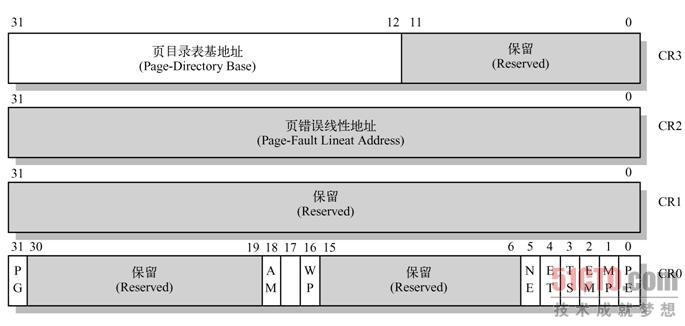 31 12 11 0
页目录表基地址 保留
(Page-Directory Base) (Reserved) CR3
31 0
页错误线性地址
(Page-Fault Lineat Address) CR2
31 0
保留
(Reserved) CR1
31 30 19 18 17 16 15 6 5 4 3 2 1 0
PG 保留 (Reserved) AM WP 保留 (Reserved) NE ET TS EM MP PE CR0
51CTO.com
技术成就梦想